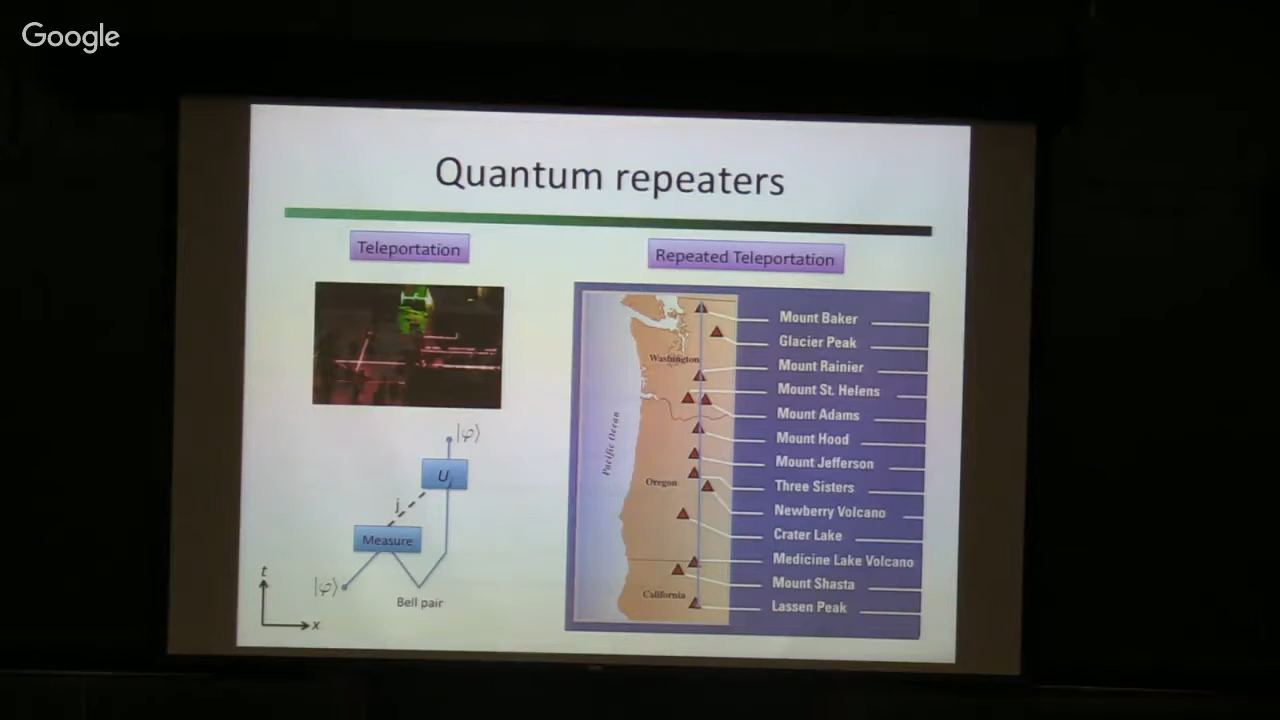 Google
Quantum repeaters
Teleportation
Repeated Teleportation
|φ⟩
U_j
j
Measure
|φ⟩
Bell pair
t
x
Washington
Pacific Ocean
Oregon
California
Mount Baker
Glacier Peak
Mount Rainier
Mount St. Helens
Mount Adams
Mount Hood
Mount Jefferson
Three Sisters
Newberry Volcano
Crater Lake
Medicine Lake Volcano
Mount Shasta
Lassen Peak